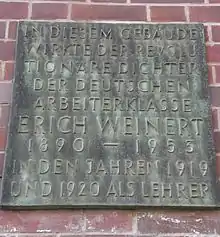 IN DIESEM GEBÄUDE
WIRKTE DER REVOLU
TIONÄRE DICHTER
DER DEUTSCHEN
ARBEITERKLASSE
ERICH WEINERT
1890 — 1953
IN DEN JAHREN 1919
UND 1920 ALS LEHRER